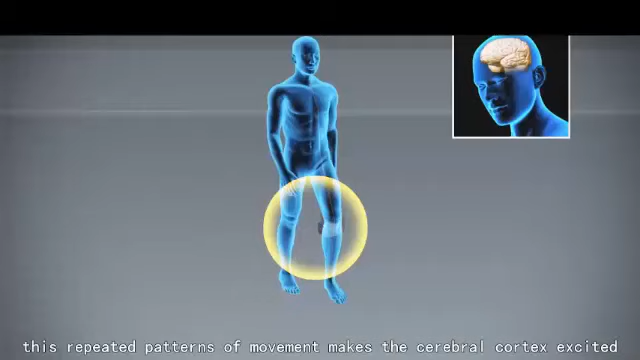 this repeated patterns of movement makes the cerebral cortex excited